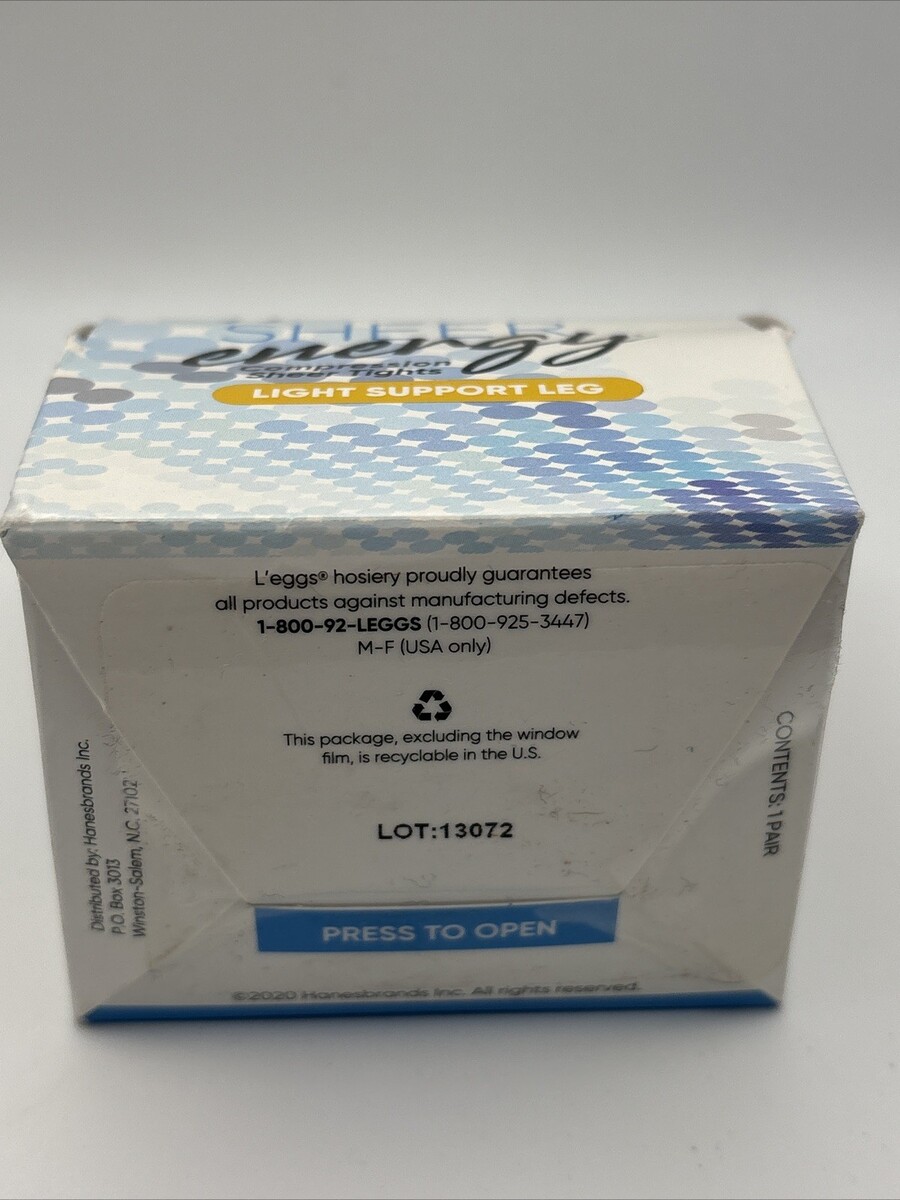 SHEER
energy
Compression
Sheer Tights
LIGHT SUPPORT LEG
L'eggs® hosiery proudly guarantees
all products against manufacturing defects.
1-800-92-LEGGS (1-800-925-3447)
M-F (USA only)
This package, excluding the window
film, is recyclable in the U.S.
LOT:13072
PRESS TO OPEN
©2020 Hanesbrands Inc. All rights reserved.
Distributed by: Hanesbrands Inc.
P.O. Box 3013
Winston-Salem, N.C. 27102
CONTENTS: 1 PAIR